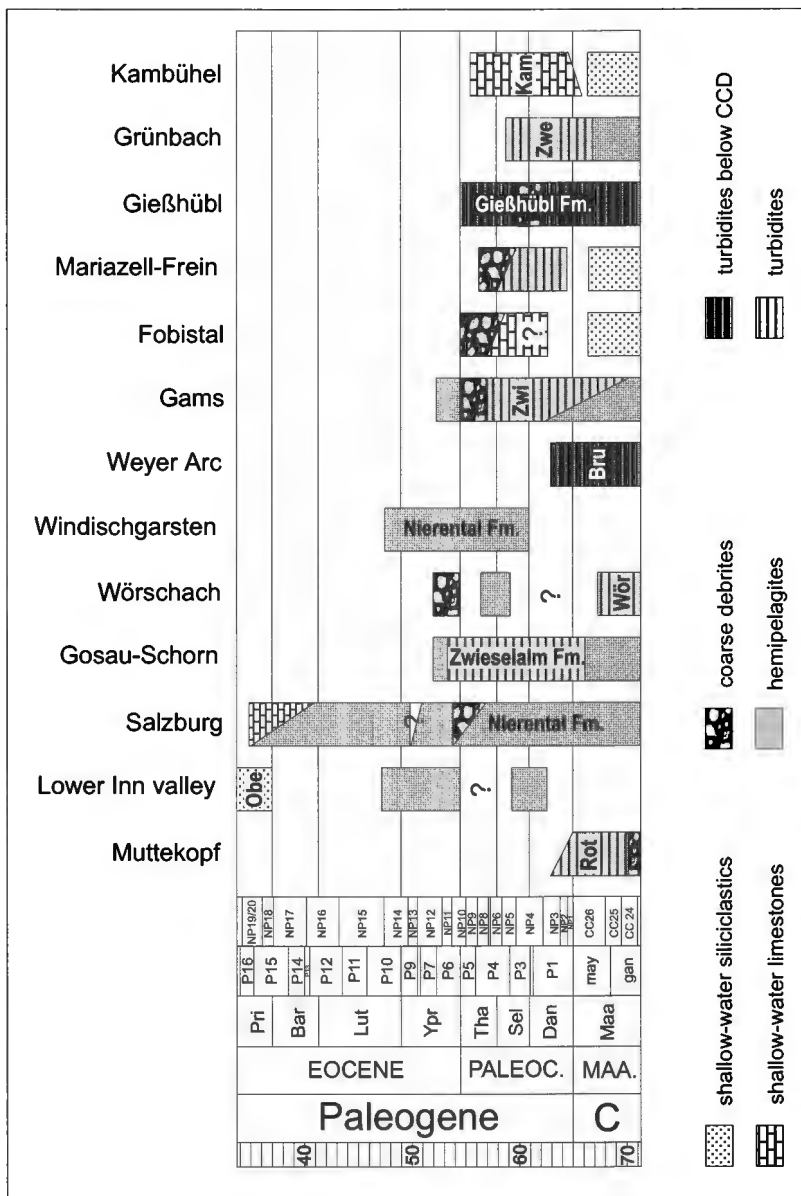 Kambühel
Grünbach
Gießhübl
Mariazell-Frein
Fobistal
Gams
Weyer Arc
Windischgarsten
Wörschach
Gosau-Schorn
Salzburg
Lower Inn valley
Muttekopf
Kam
Zwe
Gießhübl Fm.
?
Zwi
Bru
Nierental Fm.
?
Wör
Zwieselalm Fm.
?
Nierental Fm.
Obe
?
Rot
NP19/20
NP18
NP17
NP16
NP15
NP14
NP13
NP12
NP11
NP10
NP9
NP8
NP6
NP5
NP4
NP3
NP2
NP1
CC26
CC25
CC 24
P16
P15
P14
P12
P11
P10
P9
P7
P6
P5
P4
P3
P1
may
gan
Pri
Bar
Lut
Ypr
Tha
Sel
Dan
Maa
EOCENE
PALEOC.
MAA.
Paleogene
C
40
50
60
70
shallow-water siliciclastics
shallow-water limestones
coarse debrites
hemipelagites
turbidites below CCD
turbidites